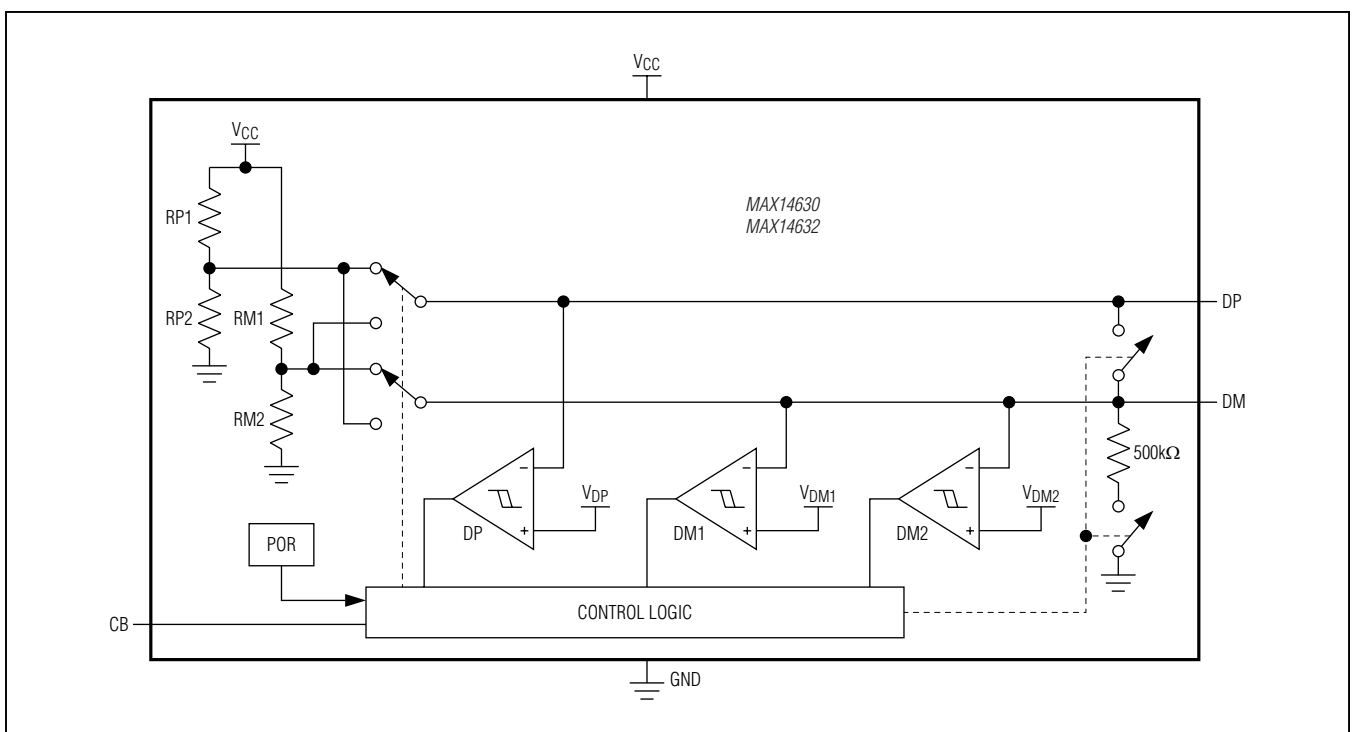 VCC
VCC
MAX14630
MAX14632
RP1
RP2
RM1
DP
RM2
DM
500kΩ
−
−
−
VDP
VDM1
VDM2
+
+
+
DP
DM1
DM2
POR
CONTROL LOGIC
CB
GND